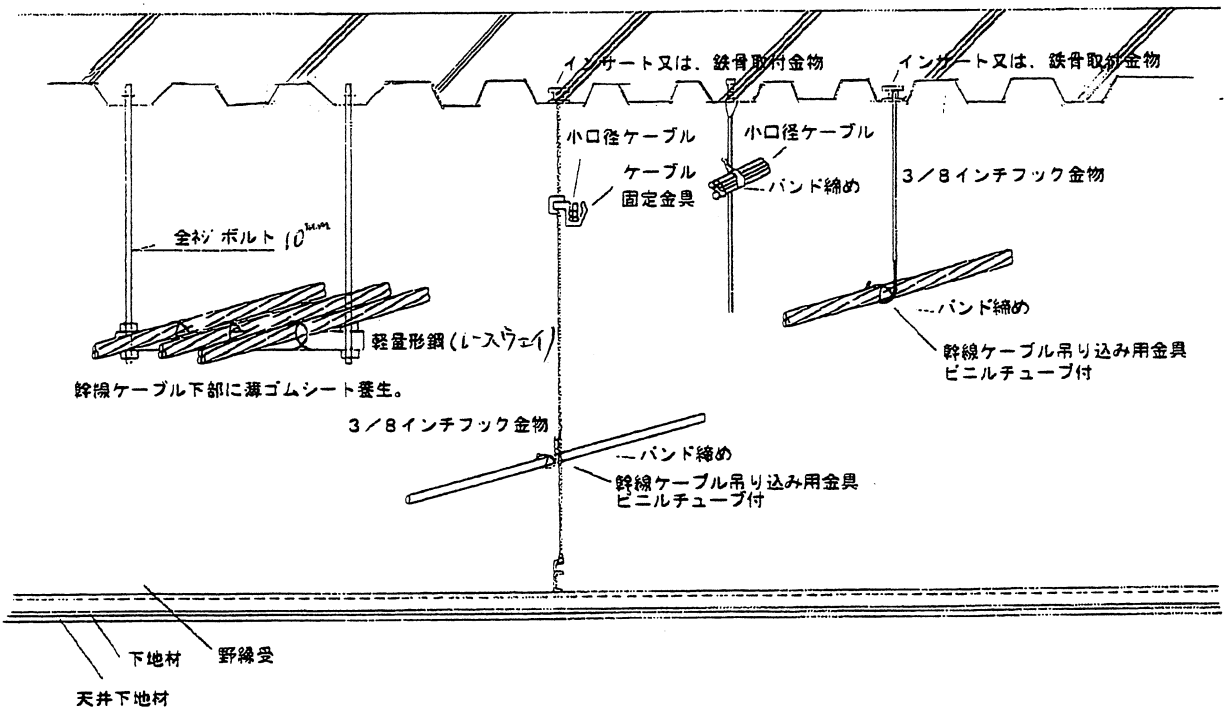 インサート又は、鉄骨取付金物
インサート又は、鉄骨取付金物
小口径ケーブル
ケーブル
固定金具
小口径ケーブル
バンド締め
3/8インチフック金物
全ネジボルト 10mm
軽量形鋼(レースウェイ)
幹線ケーブル下部に薄ゴムシート養生。
バンド締め
幹線ケーブル吊り込み用金具
ビニルチューブ付
3/8インチフック金物
バンド締め
幹線ケーブル吊り込み用金具
ビニルチューブ付
下地材
野縁受
天井下地材